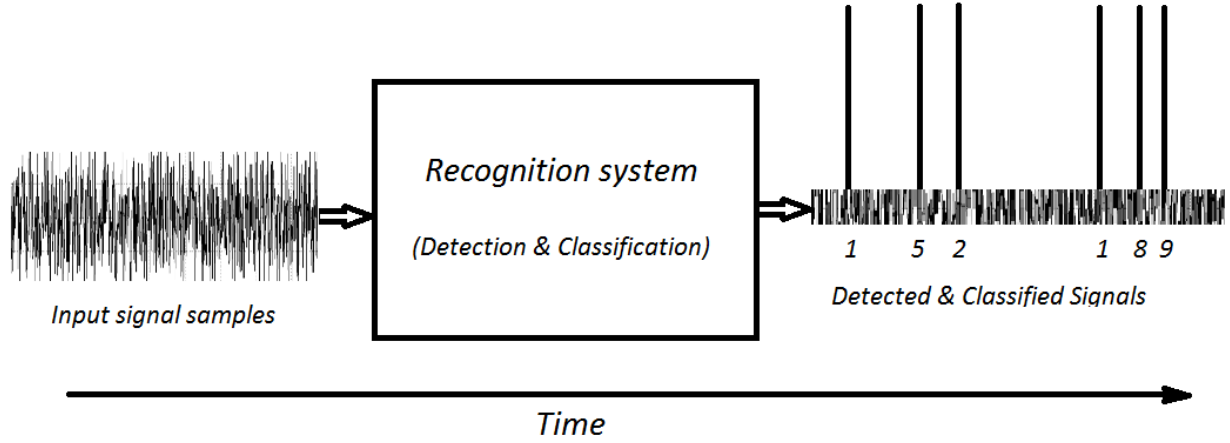 Recognition system
(Detection & Classification)
1 5 2 1 8 9
Input signal samples
Detected & Classified Signals
Time